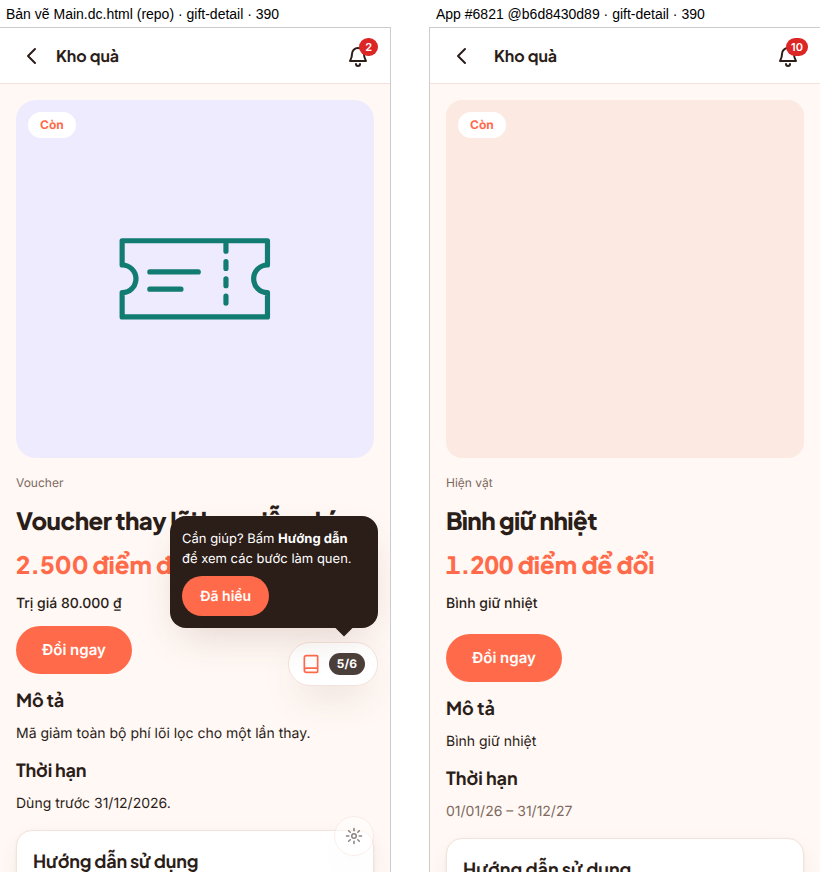 Bản vẽ Main.dc.html (repo) · gift-detail · 390
Kho quà
2
Còn
Voucher
Voucher thay
2.500 điểm đ
Cần giúp? Bấm Hướng dẫn
để xem các bước làm quen.
Đã hiểu
Trị giá 80.000 ₫
Đổi ngay
5/6
Mô tả
Mã giảm toàn bộ phí lõi lọc cho một lần thay.
Thời hạn
Dùng trước 31/12/2026.
Hướng dẫn sử dụng
App #6821 @b6d8430d89 · gift-detail · 390
Kho quà
10
Còn
Hiện vật
Bình giữ nhiệt
1.200 điểm để đổi
Bình giữ nhiệt
Đổi ngay
Mô tả
Bình giữ nhiệt
Thời hạn
01/01/26 – 31/12/27
Hướng dẫn sử dụng